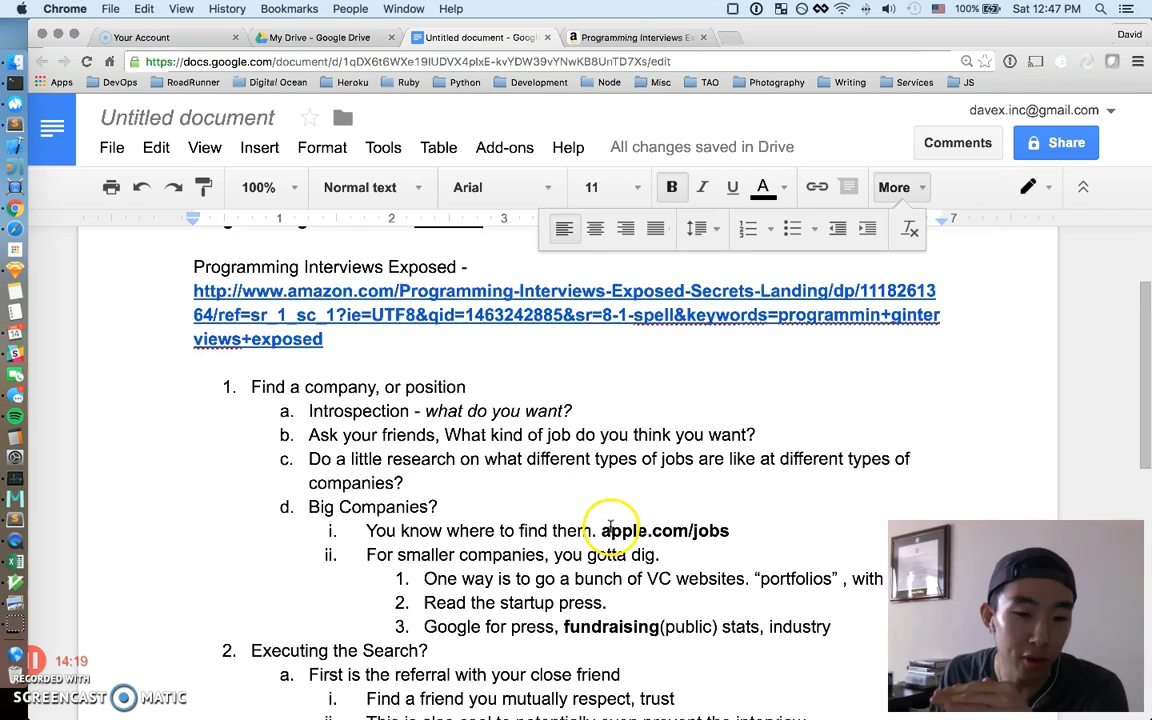 Chrome File Edit View History Bookmarks People Window Help 100% Sat 12:47 PM
Your Account My Drive - Google Drive Untitled document - Goog Programming Interviews Ex David
https://docs.google.com/document/d/1qDX6t6WXe19IUDVX4plxE-kvYDW39vYNwKB8UnTD7Xs/edit
Apps DevOps RoadRunner Digital Ocean Heroku Ruby Python Development Node Misc TAO Photography Writing Services JS
Untitled document davex.inc@gmail.com
File Edit View Insert Format Tools Table Add-ons Help All changes saved in Drive Comments Share
100% Normal text Arial 11 B I U A More
1 2 3 7
Programming Interviews Exposed -
http://www.amazon.com/Programming-Interviews-Exposed-Secrets-Landing/dp/11182613
64/ref=sr_1_sc_1?ie=UTF8&qid=1463242885&sr=8-1-spell&keywords=programmin+ginter
views+exposed
1. Find a company, or position
a. Introspection - what do you want?
b. Ask your friends, What kind of job do you think you want?
c. Do a little research on what different types of jobs are like at different types of
companies?
d. Big Companies?
i. You know where to find them. apple.com/jobs
ii. For smaller companies, you gotta dig.
1. One way is to go a bunch of VC websites. “portfolios” , with
2. Read the startup press.
3. Google for press, fundraising(public) stats, industry
2. Executing the Search?
a. First is the referral with your close friend
i. Find a friend you mutually respect, trust
14:19
RECORDED WITH
SCREENCAST MATIC